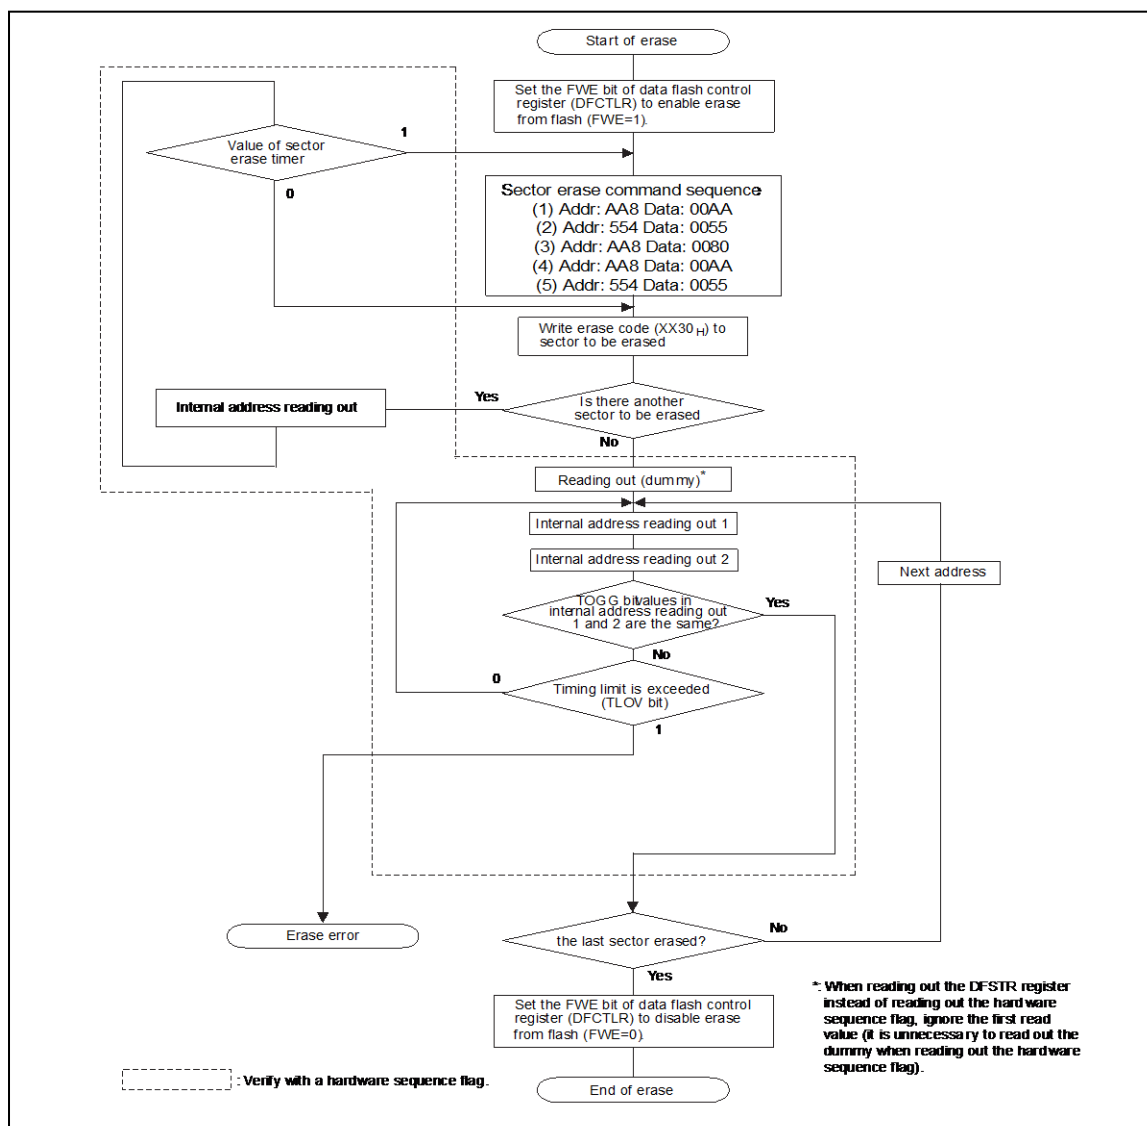 Start of erase
Set the FWE bit of data flash control
register (DFCTLR) to enable erase
from flash (FWE=1).
Value of sector
erase timer
1
0
Sector erase command sequence
(1) Addr: AA8 Data: 00AA
(2) Addr: 554 Data: 0055
(3) Addr: AA8 Data: 0080
(4) Addr: AA8 Data: 00AA
(5) Addr: 554 Data: 0055
Write erase code (XX30 H) to
sector to be erased
Internal address reading out
Yes
Is there another
sector to be erased
No
Reading out (dummy)*
Internal address reading out 1
Internal address reading out 2
Next address
TOGG bitvalues in
internal address reading out
1 and 2 are the same?
Yes
No
0
Timing limit is exceeded
(TLOV bit)
1
Erase error
the last sector erased?
No
Yes
Set the FWE bit of data flash control
register (DFCTLR) to disable erase
from flash (FWE=0).
*: When reading out the DFSTR register
instead of reading out the hardware
sequence flag, ignore the first read
value (it is unnecessary to read out the
dummy when reading out the hardware
sequence flag).
: Verify with a hardware sequence flag.
End of erase